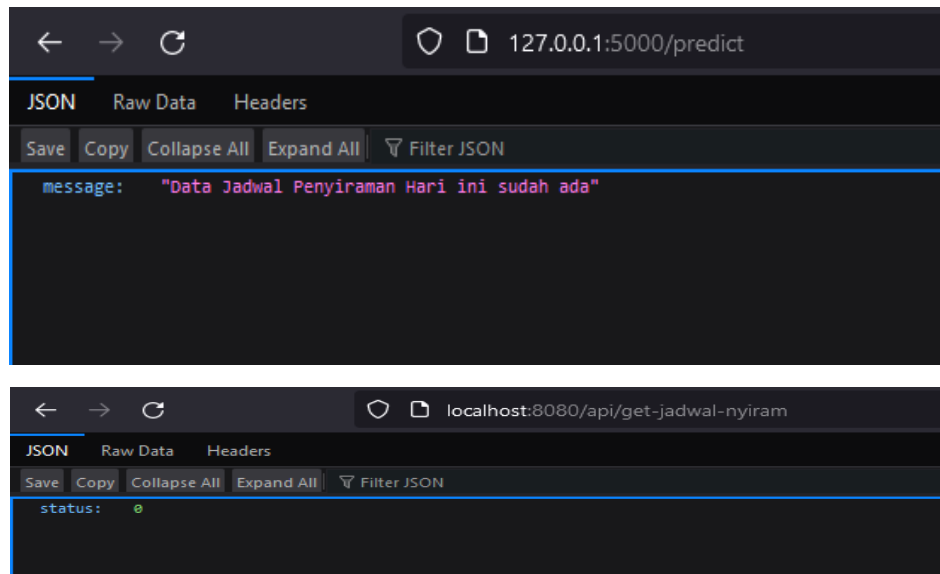 127.0.0.1:5000/predict
JSON Raw Data Headers
Save Copy Collapse All Expand All Filter JSON
message: "Data Jadwal Penyiraman Hari ini sudah ada"
localhost:8080/api/get-jadwal-nyiram
JSON Raw Data Headers
Save Copy Collapse All Expand All Filter JSON
status: 0